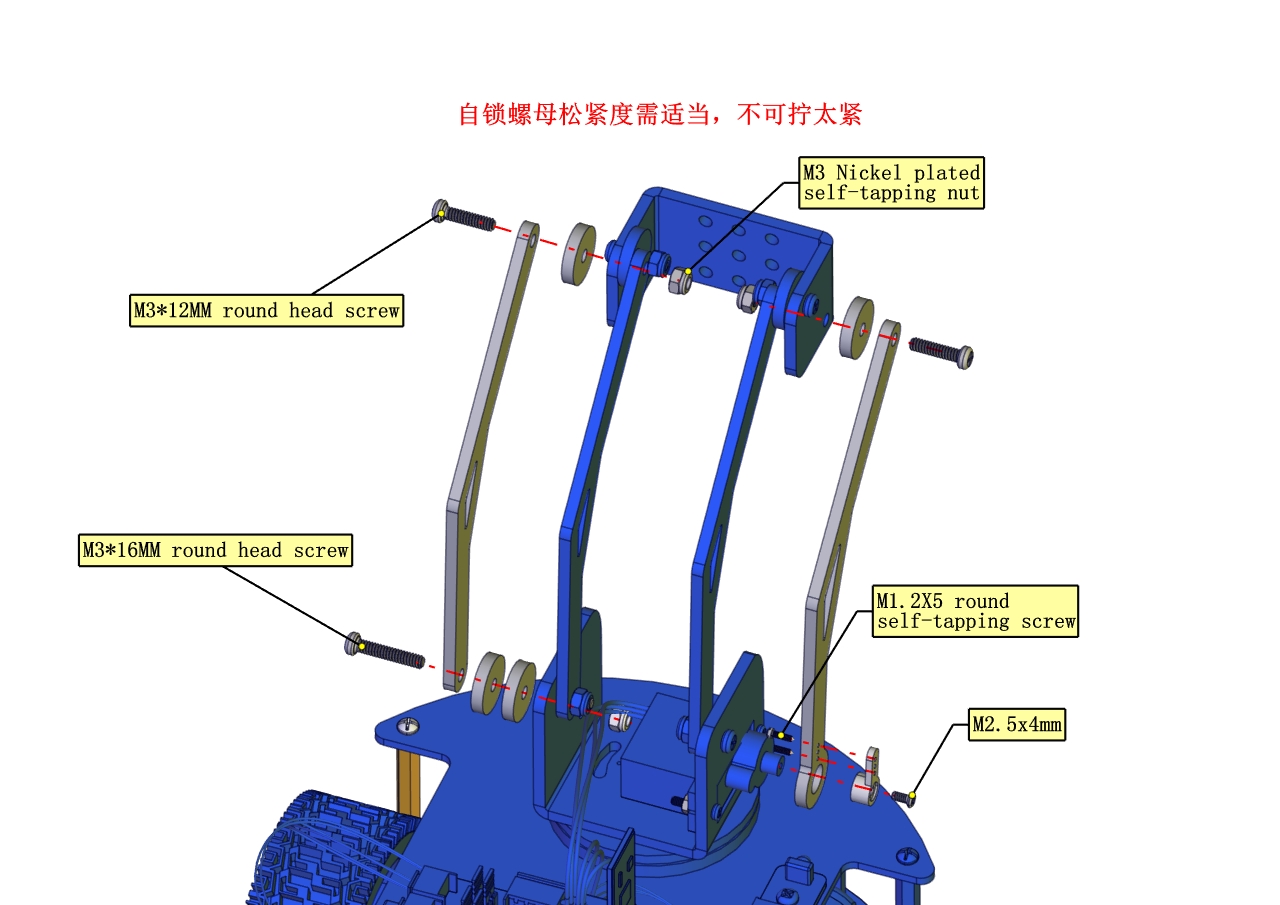 自锁螺母松紧度需适当，不可拧太紧
M3 Nickel plated
self-tapping nut
M3*12MM round head screw
M3*16MM round head screw
M1.2X5 round
self-tapping screw
M2.5x4mm